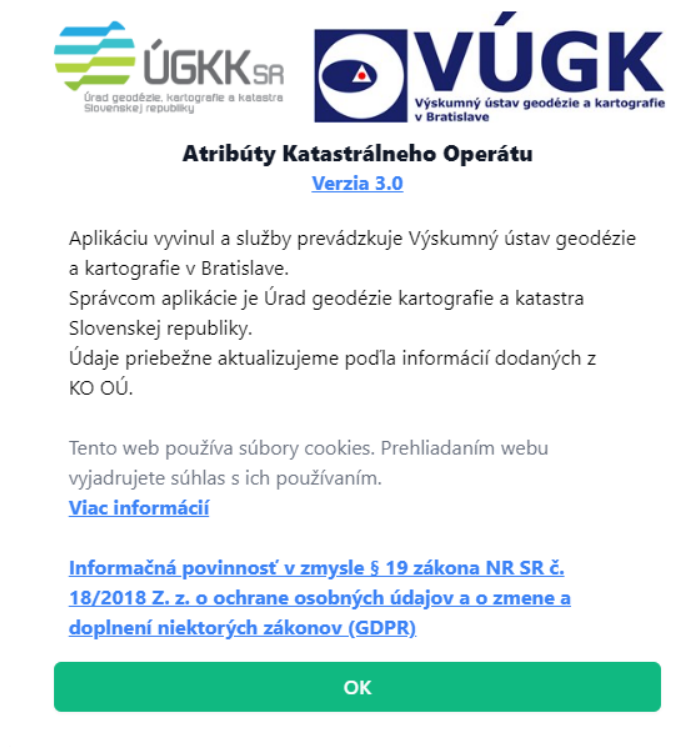 ÚGKK SR
Úrad geodézie, kartografie a katastra
Slovenskej republiky
VÚGK
Výskumný ústav geodézie a kartografie
v Bratislave
Atribúty Katastrálneho Operátu
Verzia 3.0
Aplikáciu vyvinul a služby prevádzkuje Výskumný ústav geodézie
a kartografie v Bratislave.
Správcom aplikácie je Úrad geodézie kartografie a katastra
Slovenskej republiky.
Údaje priebežne aktualizujeme podľa informácií dodaných z
KO OÚ.
Tento web používa súbory cookies. Prehliadaním webu
vyjadrujete súhlas s ich používaním.
Viac informácií
Informačná povinnosť v zmysle § 19 zákona NR SR č.
18/2018 Z. z. o ochrane osobných údajov a o zmene a
doplnení niektorých zákonov (GDPR)
OK